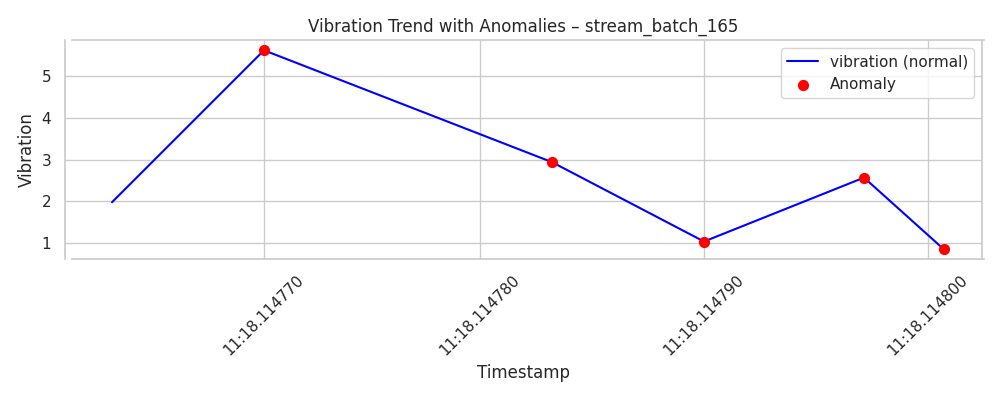 Vibration Trend with Anomalies – stream_batch_165
vibration (normal)
Anomaly
Vibration
5
4
3
2
1
11:18.114770
11:18.114780
11:18.114790
11:18.114800
Timestamp